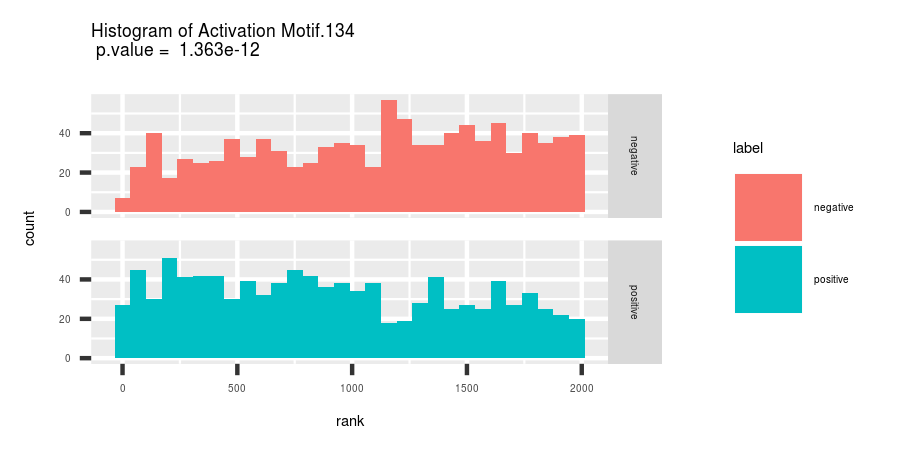 Histogram of Activation Motif.134
p.value = 1.363e-12
count
40
20
0
negative
40
20
0
positive
0 500 1000 1500 2000
rank
label
negative
positive